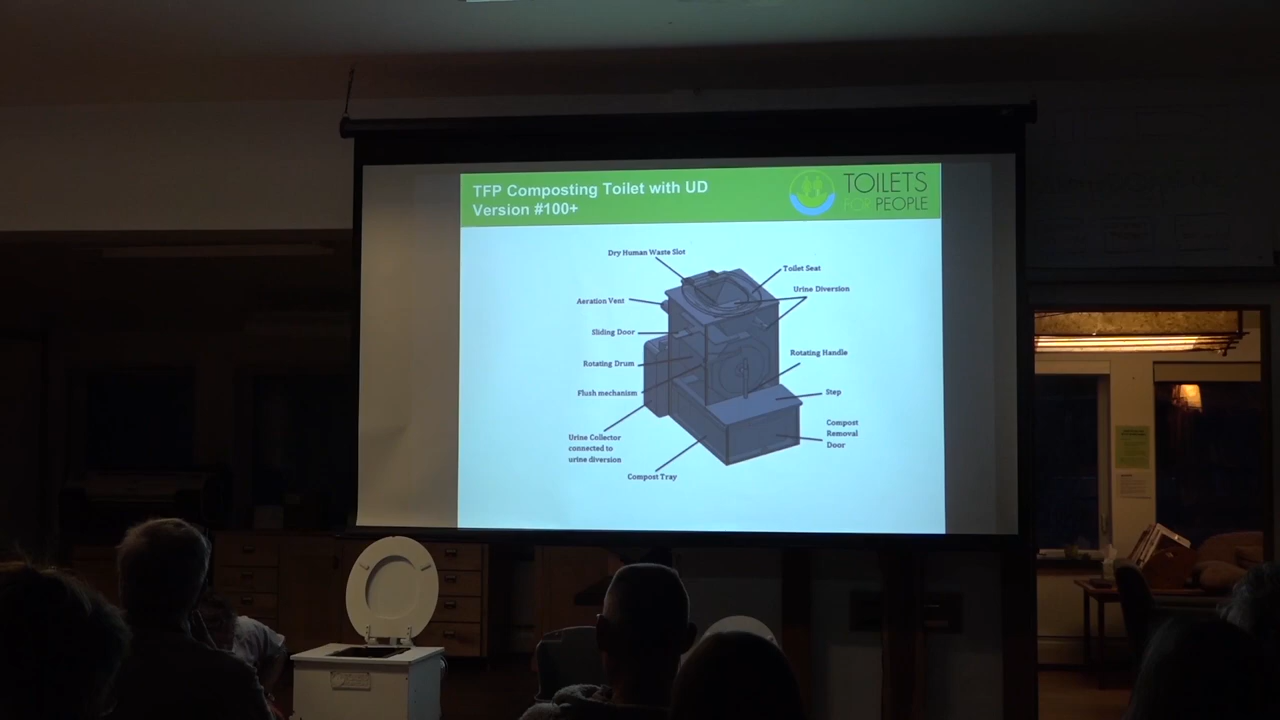 TFP Composting Toilet with UD
Version #100+
TOILETS
FOR PEOPLE
Dry Human Waste Slot
Toilet Seat
Urine Diversion
Aeration Vent
Sliding Door
Rotating Handle
Rotating Drum
Flush mechanism
Step
Compost
Removal
Door
Urine Collector
connected to
urine diversion
Compost Tray